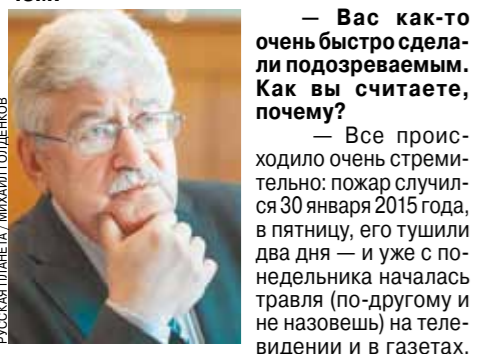 РУССКАЯ ПЛАНЕТА / МИХАИЛ ГОЛДЕНКОВ
— Вас как-то
очень быстро сдела-
ли подозреваемым.
Как вы считаете,
почему?
— Все проис-
ходило очень стреми-
тельно: пожар случил-
ся 30 января 2015 года,
в пятницу, его тушили
два дня — и уже с по-
недельника началась
травля (по-другому и
не назовешь) на теле-
видении и в газетах.